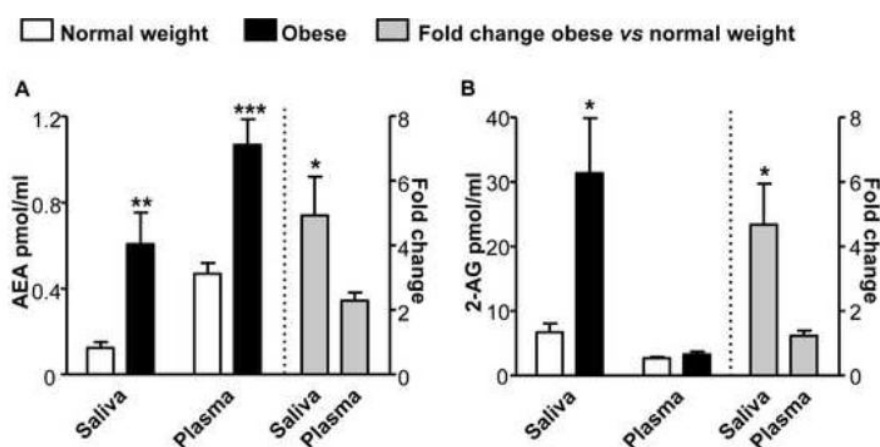 Normal weight Obese Fold change obese vs normal weight
A
AEA pmol/ml
1.2
0.8
0.4
0
**
***
*
8
6
4
2
0
Fold change
Saliva
Plasma
Saliva
Plasma
B
2-AG pmol/ml
40
30
20
10
0
*
*
8
6
4
2
0
Fold change
Saliva
Plasma
Saliva
Plasma